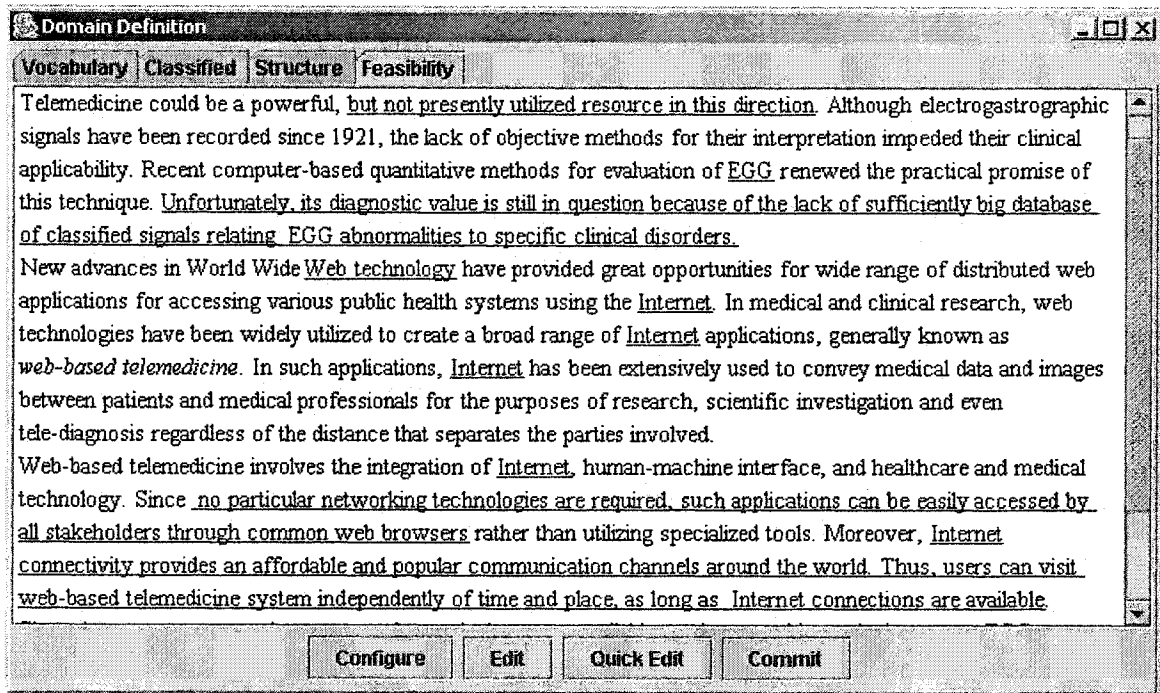 Domain Definition
Vocabulary Classified Structure Feasibility
Telemedicine could be a powerful, but not presently utilized resource in this direction. Although electrogastrographic
signals have been recorded since 1921, the lack of objective methods for their interpretation impeded their clinical
applicability. Recent computer-based quantitative methods for evaluation of EGG renewed the practical promise of
this technique. Unfortunately, its diagnostic value is still in question because of the lack of sufficiently big database
of classified signals relating EGG abnormalities to specific clinical disorders.
New advances in World Wide Web technology have provided great opportunities for wide range of distributed web
applications for accessing various public health systems using the Internet. In medical and clinical research, web
technologies have been widely utilized to create a broad range of Internet applications, generally known as
web-based telemedicine. In such applications, Internet has been extensively used to convey medical data and images
between patients and medical professionals for the purposes of research, scientific investigation and even
tele-diagnosis regardless of the distance that separates the parties involved.
Web-based telemedicine involves the integration of Internet, human-machine interface, and healthcare and medical
technology. Since no particular networking technologies are required, such applications can be easily accessed by
all stakeholders through common web browsers rather than utilizing specialized tools. Moreover, Internet
connectivity provides an affordable and popular communication channels around the world. Thus, users can visit
web-based telemedicine system independently of time and place, as long as Internet connections are available.
Configure Edit Quick Edit Commit